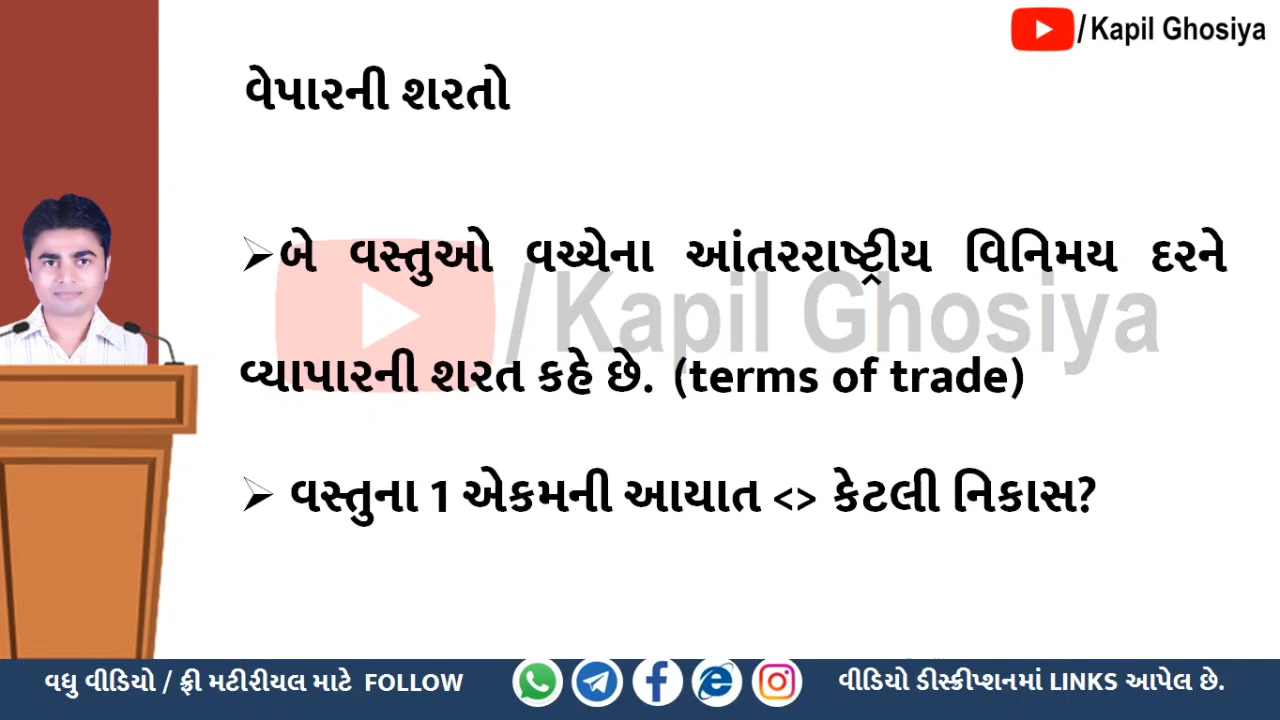 /Kapil Ghosiya
વેપારની શરતો
➢બે વસ્તુઓ વચ્ચેના આંતરરાષ્ટ્રીય વિનિમય દરને
/Kapil Ghosiya
વ્યાપારની શરત કહે છે. (terms of trade)
➢ વસ્તુના 1 એકમની આયાત <> કેટલી નિકાસ?
વધુ વીડિયો / ફ્રી મટીરીયલ માટે FOLLOW
વીડિયો ડીસ્ક્રીપ્શનમાં LINKS આપેલ છે.